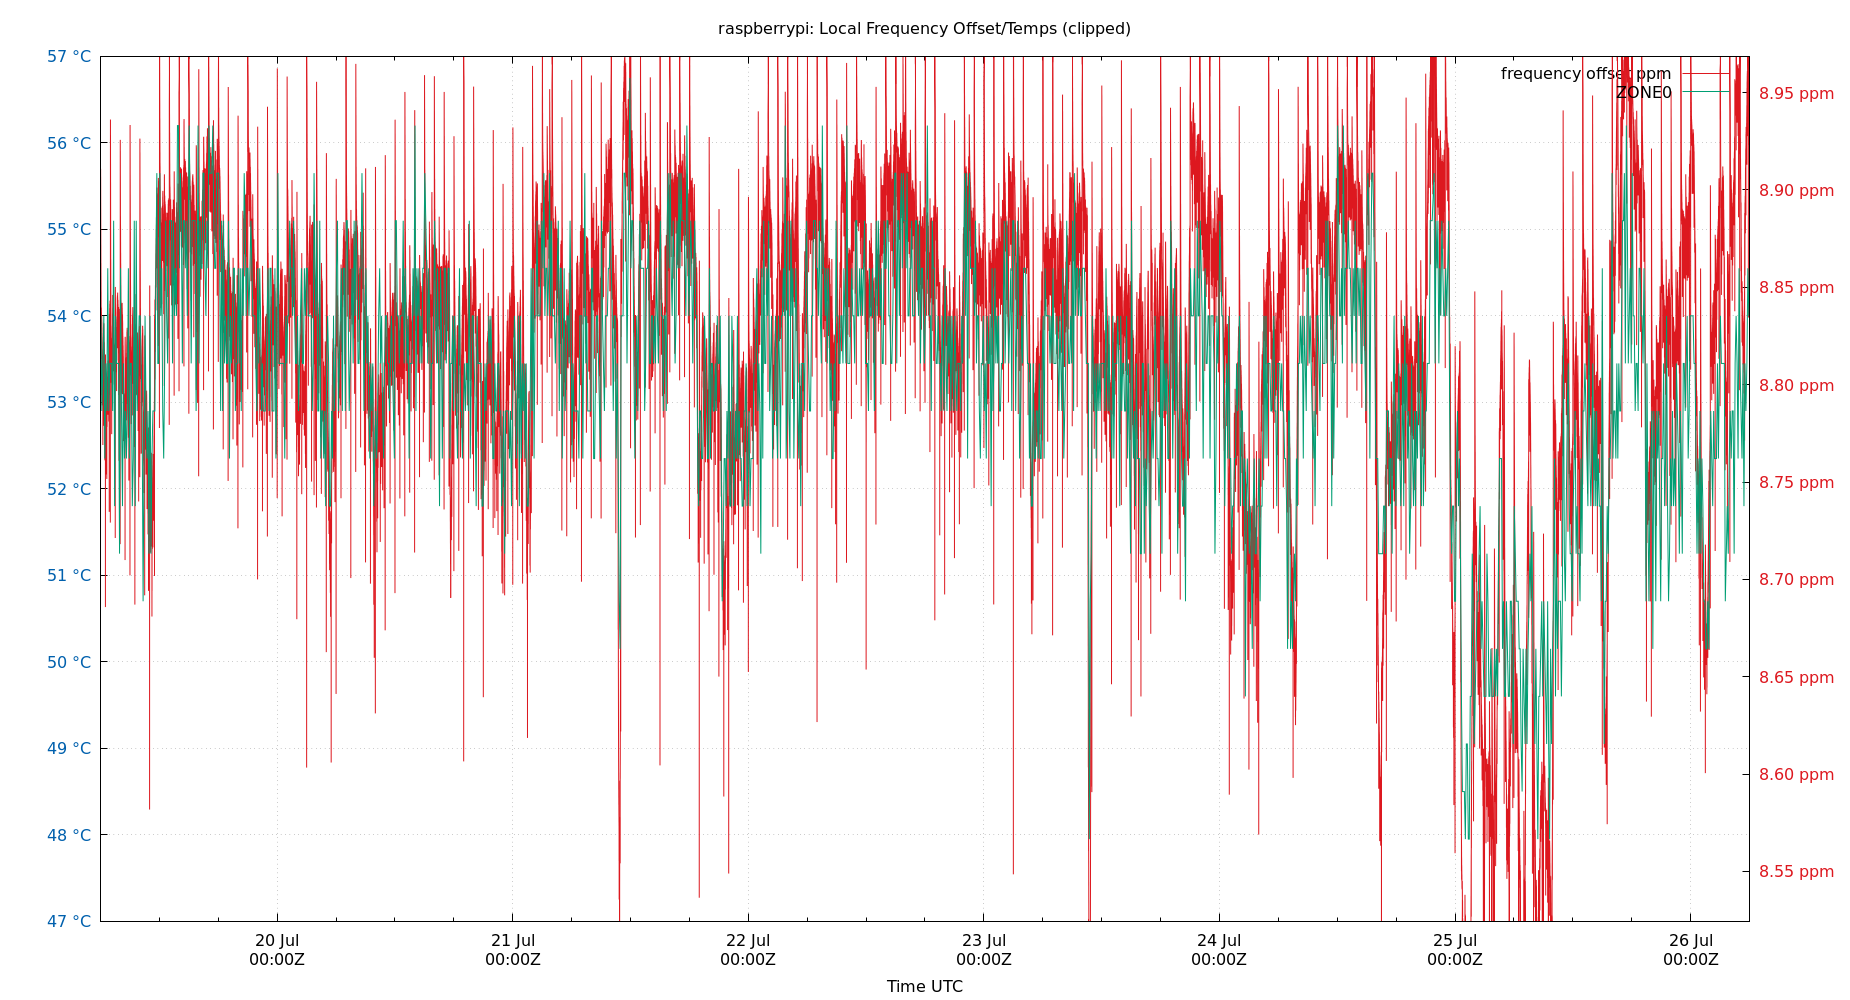 raspberrypi: Local Frequency Offset/Temps (clipped)
57 °C
56 °C
55 °C
54 °C
53 °C
52 °C
51 °C
50 °C
49 °C
48 °C
47 °C
frequency offset ppm
ZONE0
8.95 ppm
8.90 ppm
8.85 ppm
8.80 ppm
8.75 ppm
8.70 ppm
8.65 ppm
8.60 ppm
8.55 ppm
20 Jul
00:00Z
21 Jul
00:00Z
22 Jul
00:00Z
23 Jul
00:00Z
24 Jul
00:00Z
25 Jul
00:00Z
26 Jul
00:00Z
Time UTC